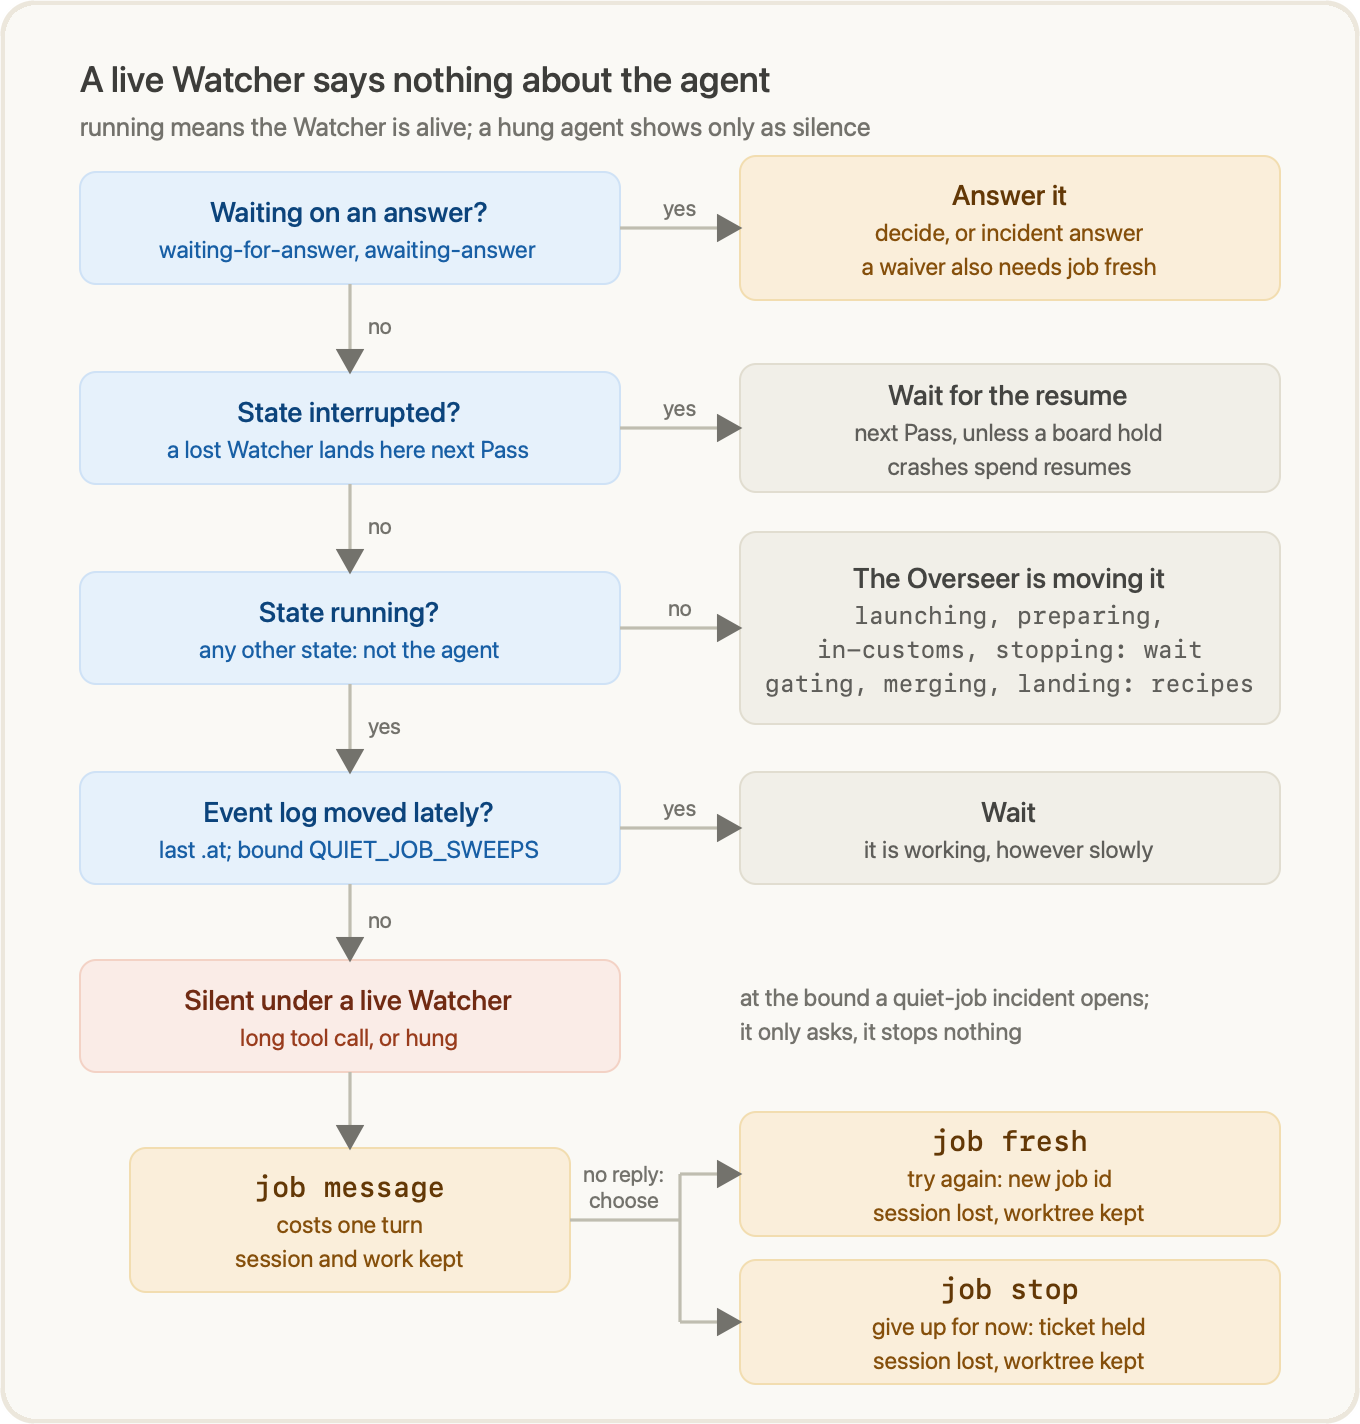 A live Watcher says nothing about the agent
running means the Watcher is alive; a hung agent shows only as silence
Waiting on an answer?
waiting-for-answer, awaiting-answer
yes
Answer it
decide, or incident answer
a waiver also needs job fresh
no
State interrupted?
a lost Watcher lands here next Pass
yes
Wait for the resume
next Pass, unless a board hold
crashes spend resumes
no
State running?
any other state: not the agent
no
The Overseer is moving it
launching, preparing,
in-customs, stopping: wait
gating, merging, landing: recipes
yes
Event log moved lately?
last .at; bound QUIET_JOB_SWEEPS
yes
Wait
it is working, however slowly
no
Silent under a live Watcher
long tool call, or hung
at the bound a quiet-job incident opens;
it only asks, it stops nothing
job message
costs one turn
session and work kept
no reply:
choose
job fresh
try again: new job id
session lost, worktree kept
job stop
give up for now: ticket held
session lost, worktree kept